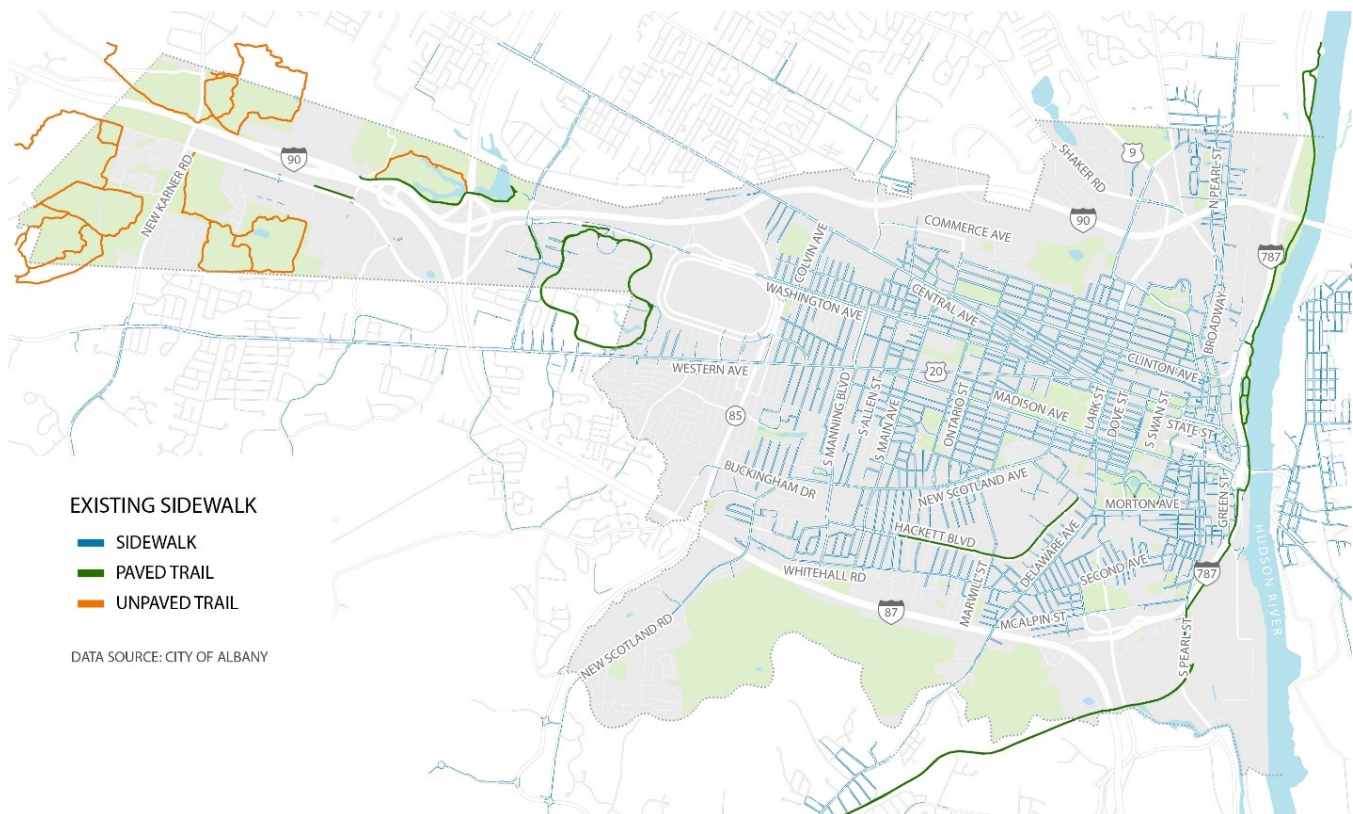 NEW KARNER RD
90
SHAKER RD
9
N PEARL ST
90
COMMERCE AVE
787
COLVIN AVE
WASHINGTON AVE
CENTRAL AVE
BROADWAY
WESTERN AVE
20
CLINTON AVE
85
S MANNING BLVD
S ALLEN ST
S MAIN AVE
ONTARIO ST
MADISON AVE
LARK ST
DOVE ST
S SWAN ST
STATE ST
BUCKINGHAM DR
NEW SCOTLAND AVE
MORTON AVE
GREEN ST
HACKETT BLVD
DELAWARE AVE
HUDSON RIVER
WHITEHALL RD
MARWILL ST
SECOND AVE
787
87
MCALPIN ST
NEW SCOTLAND RD
S PEARL ST
EXISTING SIDEWALK
SIDEWALK
PAVED TRAIL
UNPAVED TRAIL
DATA SOURCE: CITY OF ALBANY